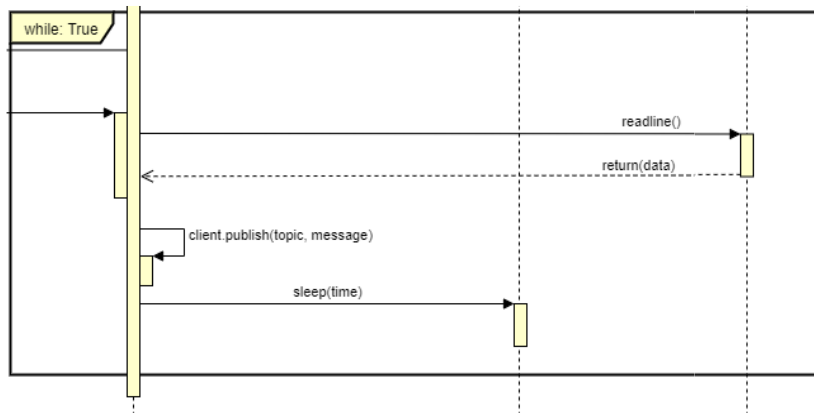 while: True
readline()
return(data)
client.publish(topic, message)
sleep(time)